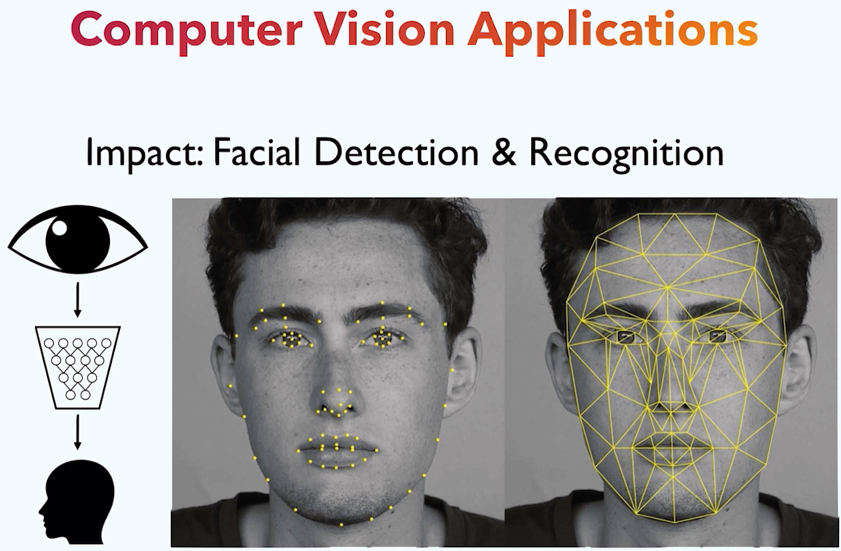 Computer Vision Applications
Impact: Facial Detection & Recognition